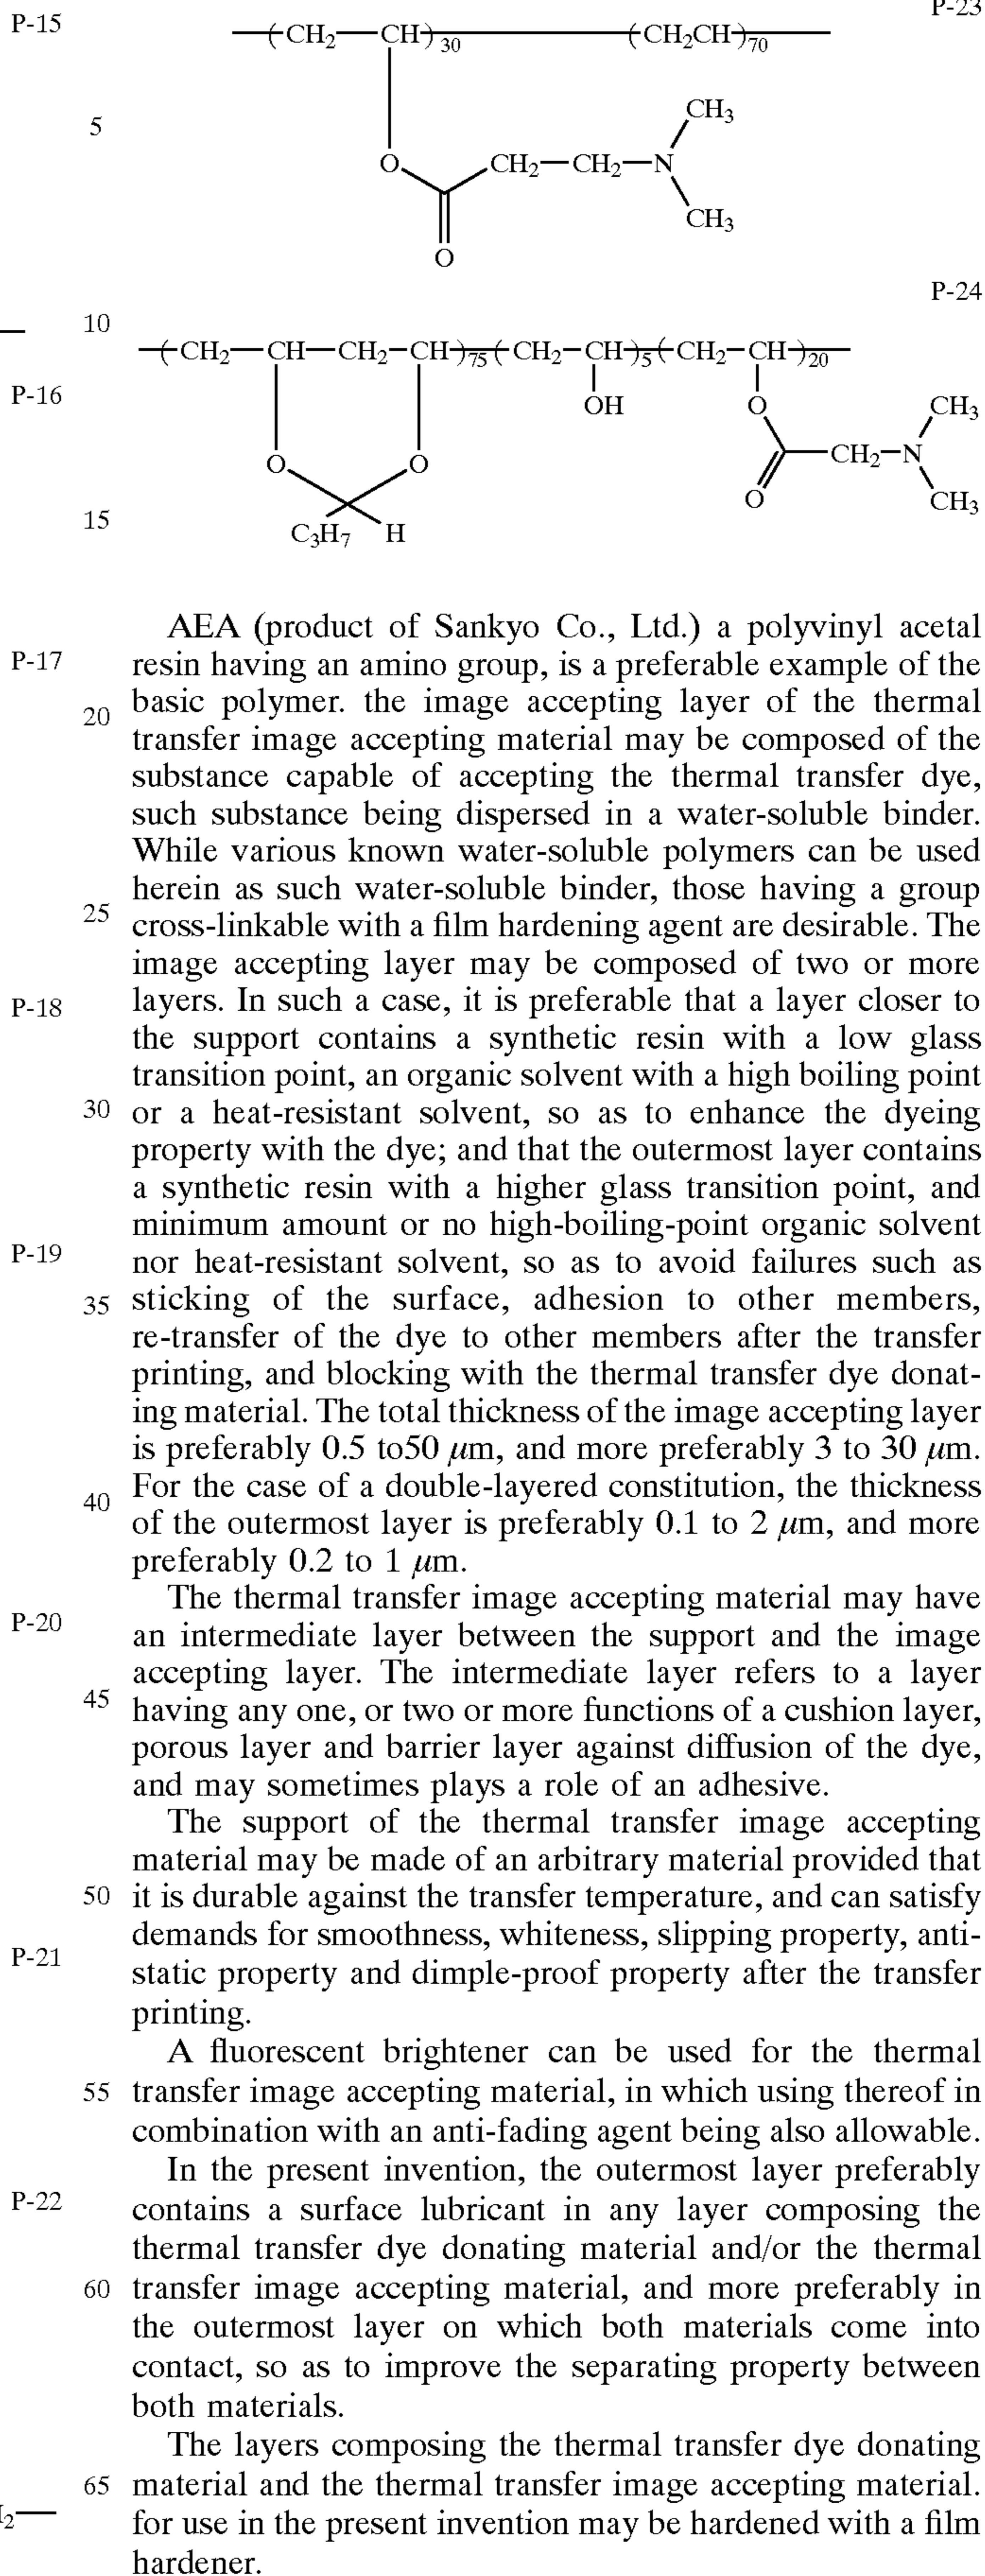 P-15
P-23
—(CH2—CH)30—(CH2CH)70—
5
CH3
O
CH2—CH2—N
CH3
O
P-24
10
—(CH2—CH—CH2—CH)75(CH2—CH)5(CH2—CH)20—
P-16
OH
O
CH3
O
O
CH2—N
O
CH3
15
C3H7
H
AEA (product of Sankyo Co., Ltd.) a polyvinyl acetal
P-17
resin having an amino group, is a preferable example of the
20
basic polymer. the image accepting layer of the thermal
transfer image accepting material may be composed of the
substance capable of accepting the thermal transfer dye,
such substance being dispersed in a water-soluble binder.
While various known water-soluble polymers can be used
herein as such water-soluble binder, those having a group
25
cross-linkable with a film hardening agent are desirable. The
image accepting layer may be composed of two or more
P-18
layers. In such a case, it is preferable that a layer closer to
the support contains a synthetic resin with a low glass
transition point, an organic solvent with a high boiling point
30
or a heat-resistant solvent, so as to enhance the dyeing
property with the dye; and that the outermost layer contains
a synthetic resin with a higher glass transition point, and
minimum amount or no high-boiling-point organic solvent
P-19
nor heat-resistant solvent, so as to avoid failures such as
35
sticking of the surface, adhesion to other members,
re-transfer of the dye to other members after the transfer
printing, and blocking with the thermal transfer dye donat-
ing material. The total thickness of the image accepting layer
is preferably 0.5 to50 μm, and more preferably 3 to 30 μm.
40
For the case of a double-layered constitution, the thickness
of the outermost layer is preferably 0.1 to 2 μm, and more
preferably 0.2 to 1 μm.
The thermal transfer image accepting material may have
P-20
an intermediate layer between the support and the image
accepting layer. The intermediate layer refers to a layer
45
having any one, or two or more functions of a cushion layer,
porous layer and barrier layer against diffusion of the dye,
and may sometimes plays a role of an adhesive.
The support of the thermal transfer image accepting
material may be made of an arbitrary material provided that
50
it is durable against the transfer temperature, and can satisfy
demands for smoothness, whiteness, slipping property, anti-
P-21
static property and dimple-proof property after the transfer
printing.
A fluorescent brightener can be used for the thermal
55
transfer image accepting material, in which using thereof in
combination with an anti-fading agent being also allowable.
In the present invention, the outermost layer preferably
P-22
contains a surface lubricant in any layer composing the
thermal transfer dye donating material and/or the thermal
60
transfer image accepting material, and more preferably in
the outermost layer on which both materials come into
contact, so as to improve the separating property between
both materials.
The layers composing the thermal transfer dye donating
65
material and the thermal transfer image accepting material.
for use in the present invention may be hardened with a film
hardener.